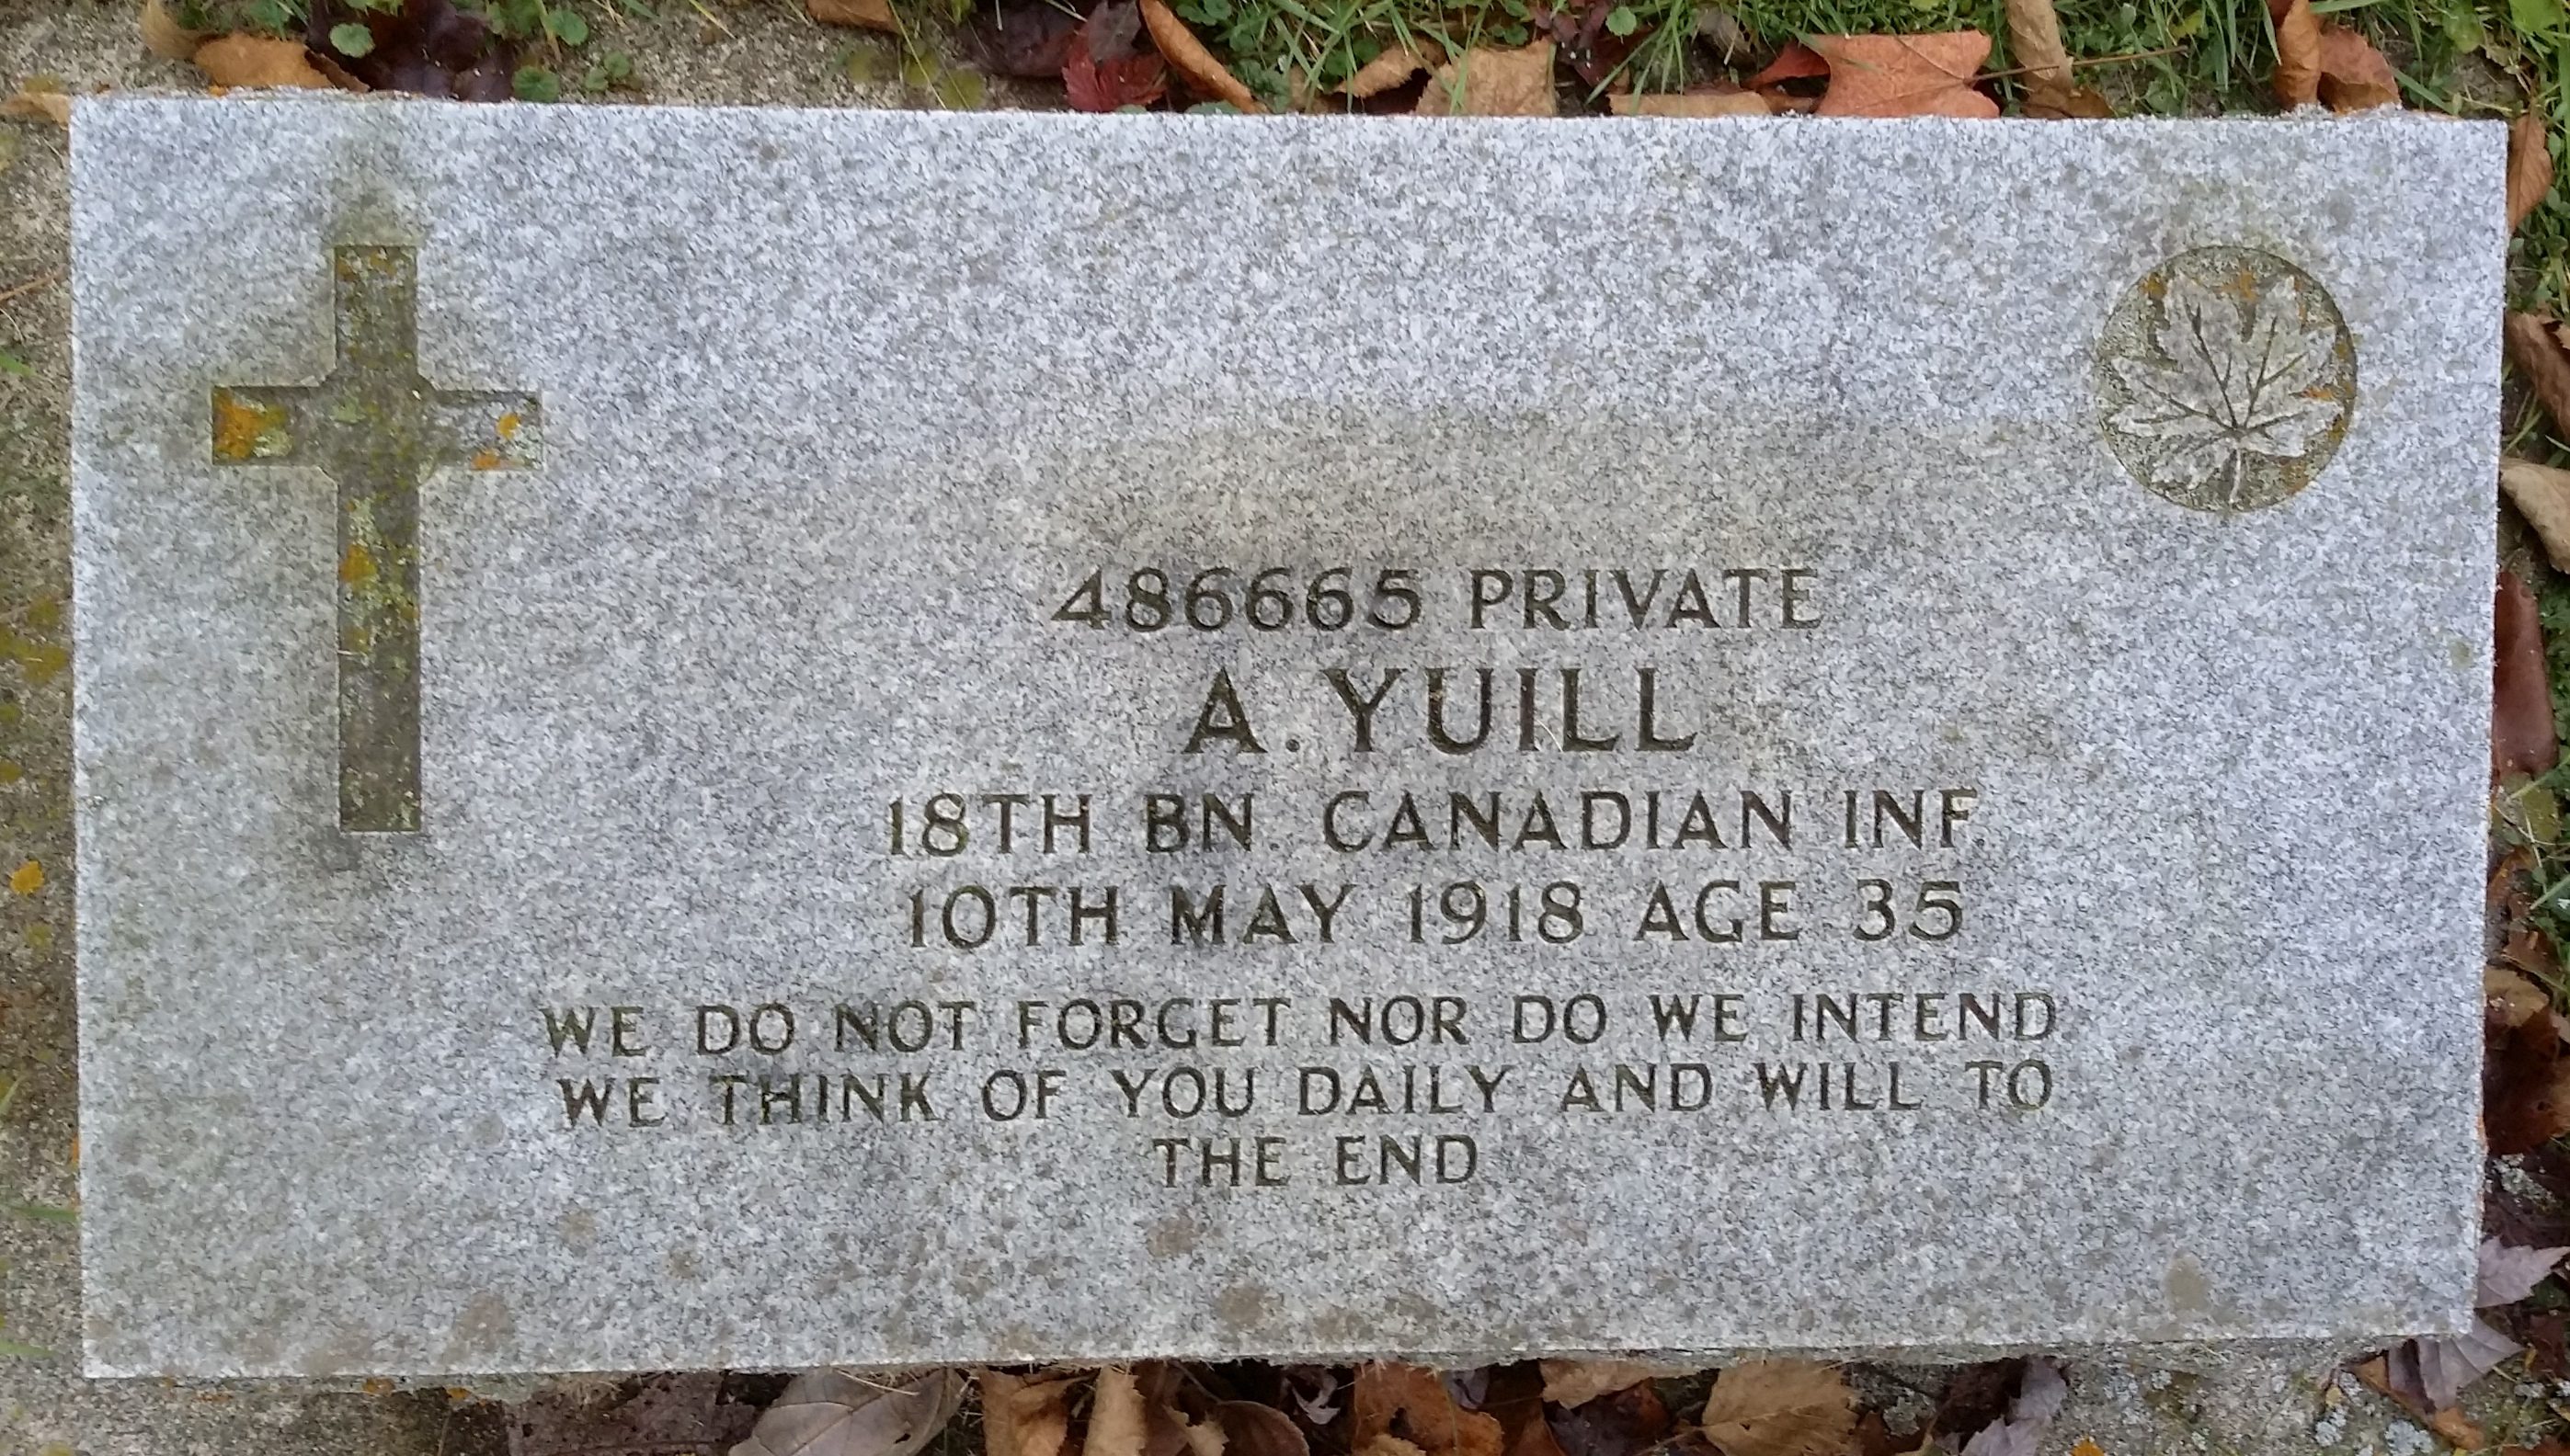 486665 PRIVATE
A. YUILL
18TH BN. CANADIAN INF.
10TH MAY 1918 AGE 35
WE DO NOT FORGET NOR DO WE INTEND
WE THINK OF YOU DAILY AND WILL TO
THE END